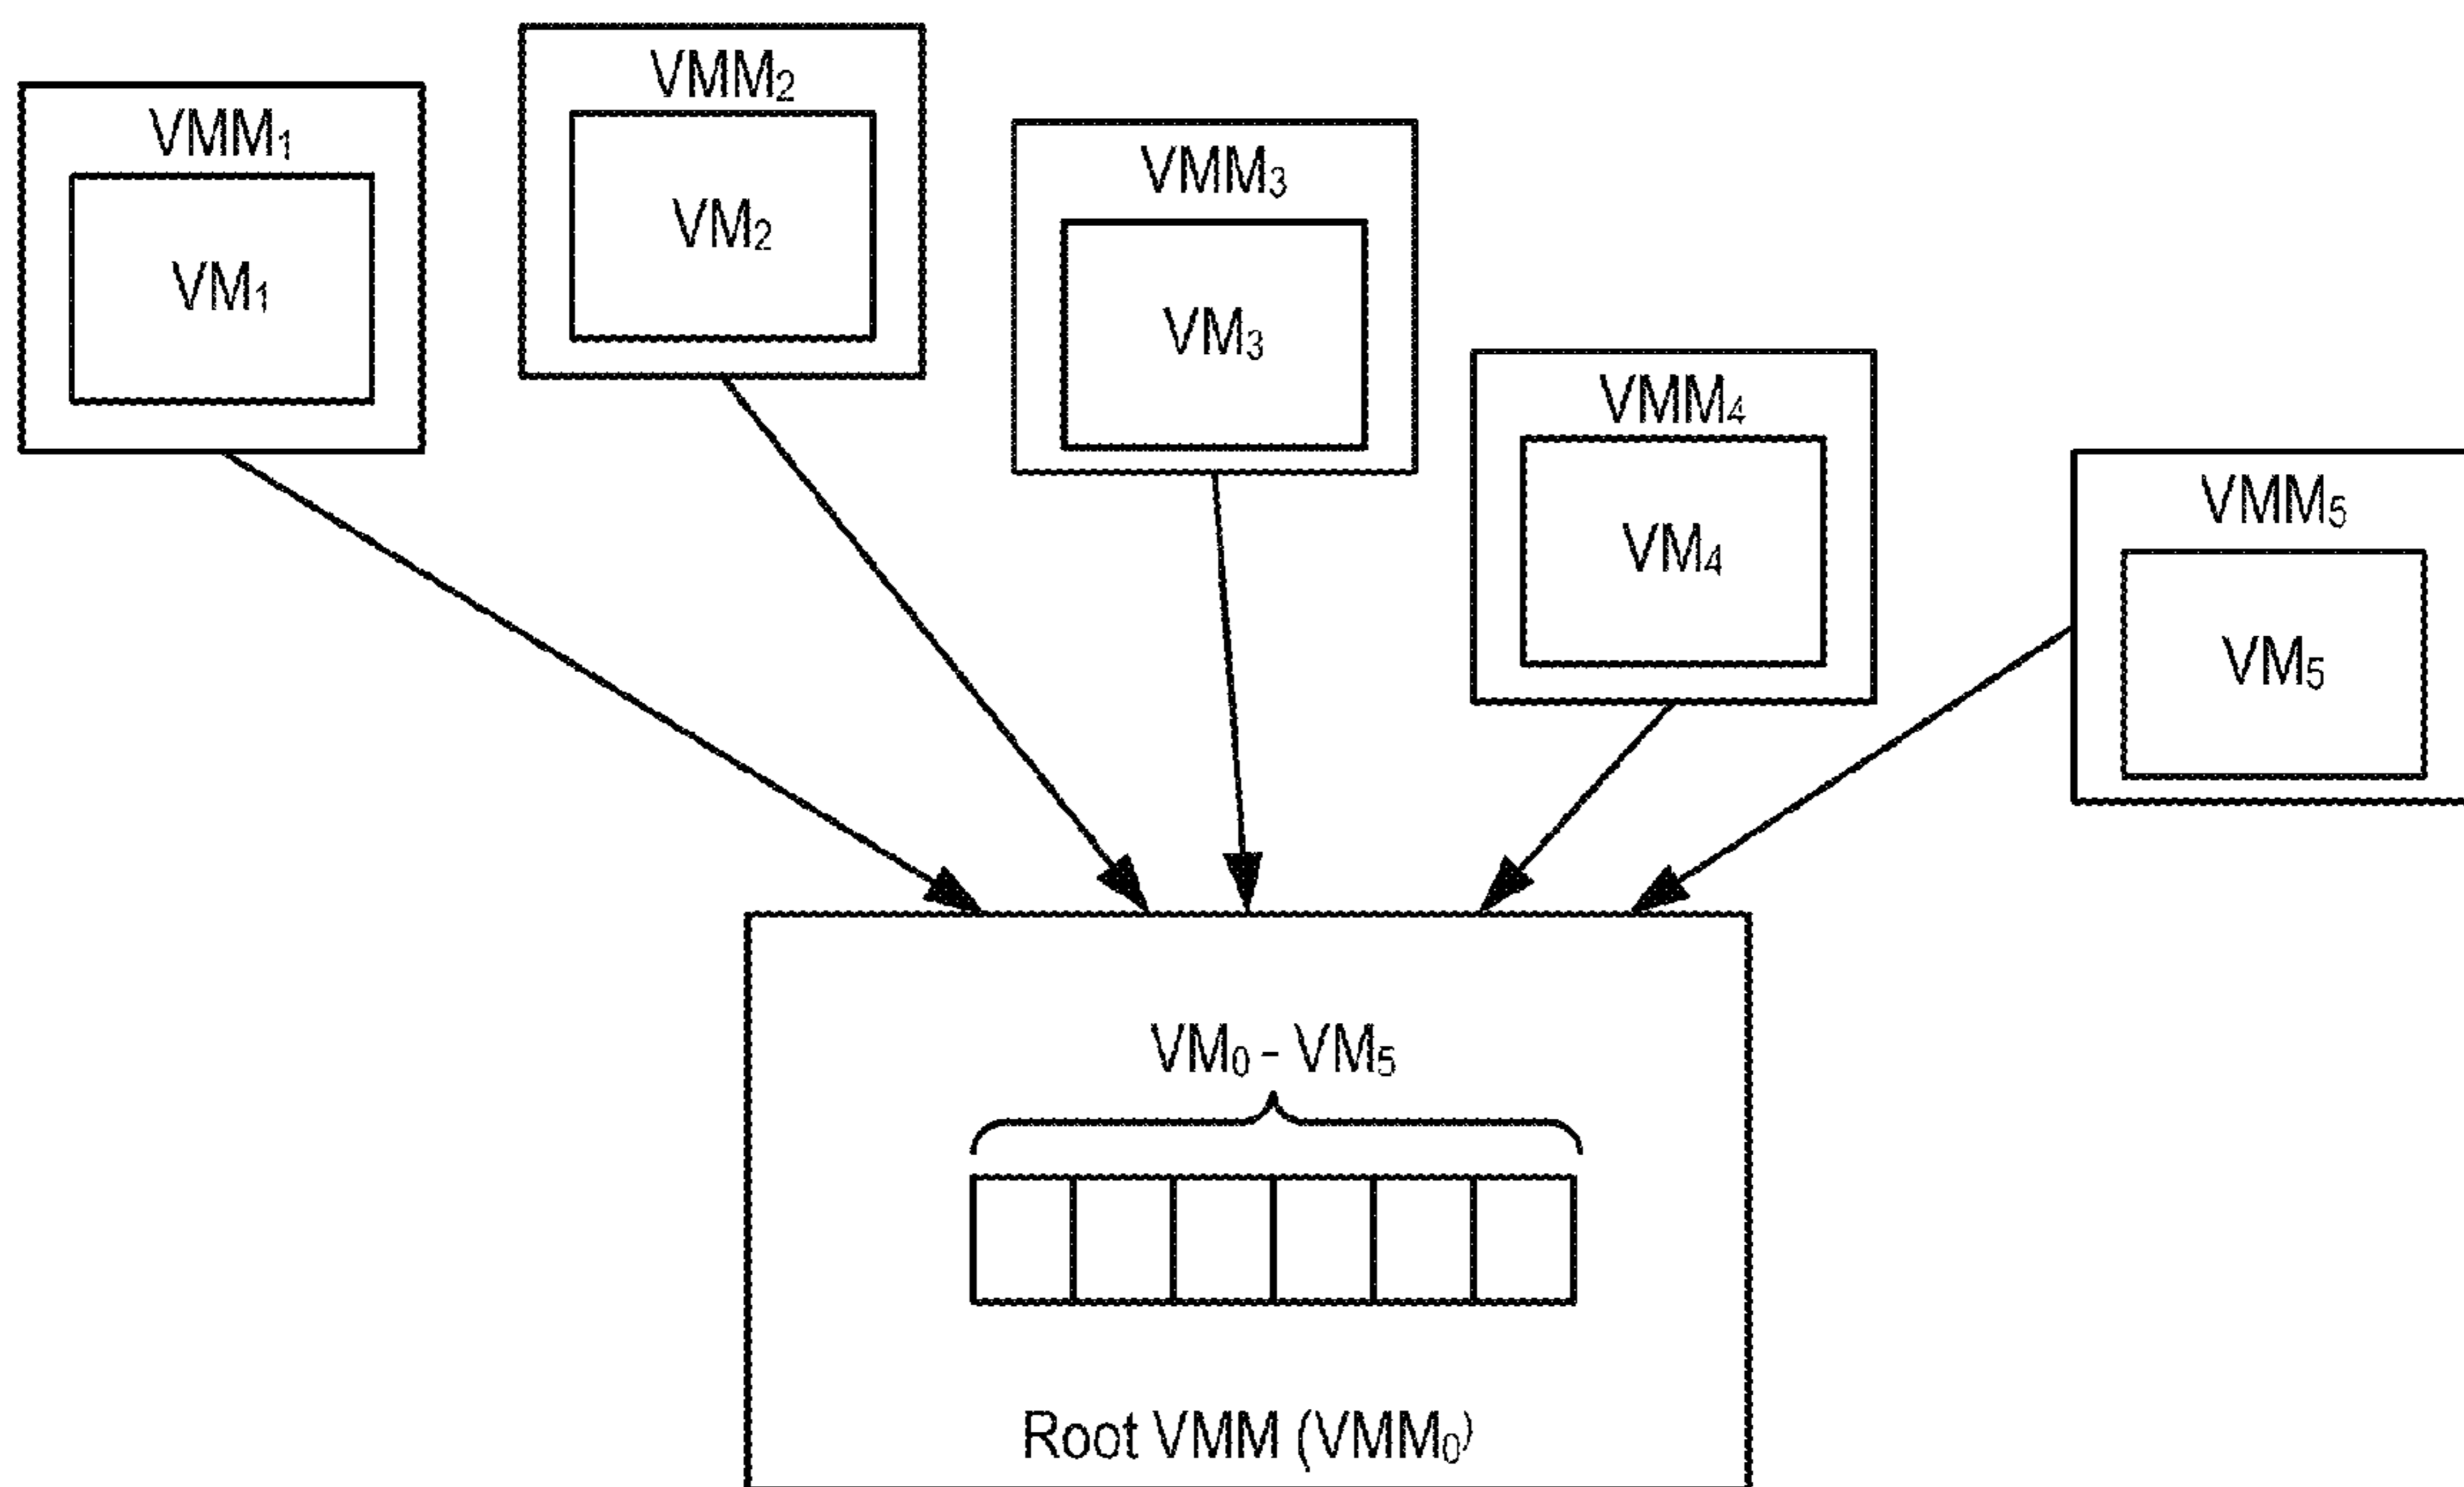 VMM₁
VM₁
VMM₂
VM₂
VMM₃
VM₃
VMM₄
VM₄
VMM₅
VM₅
VM₀ - VM₅
Root VMM (VMM₀)